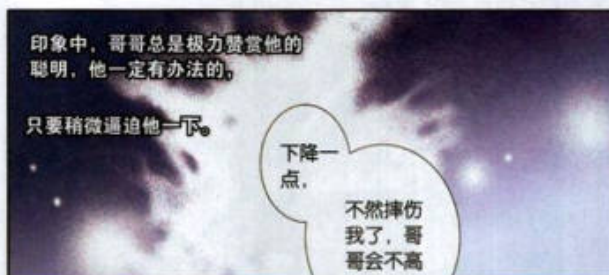 印象中，哥哥总是极力赞赏他的
聪明，他一定有办法的，
只要稍微逼迫他一下。
下降一
点，
不然摔伤
我了，哥
哥会不高